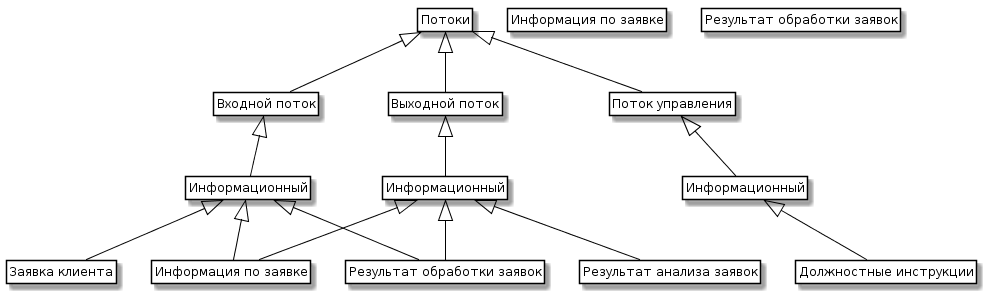 Потоки
Информация по заявке
Результат обработки заявок
Входной поток
Выходной поток
Поток управления
Информационный
Информационный
Информационный
Заявка клиента
Информация по заявке
Результат обработки заявок
Результат анализа заявок
Должностные инструкции